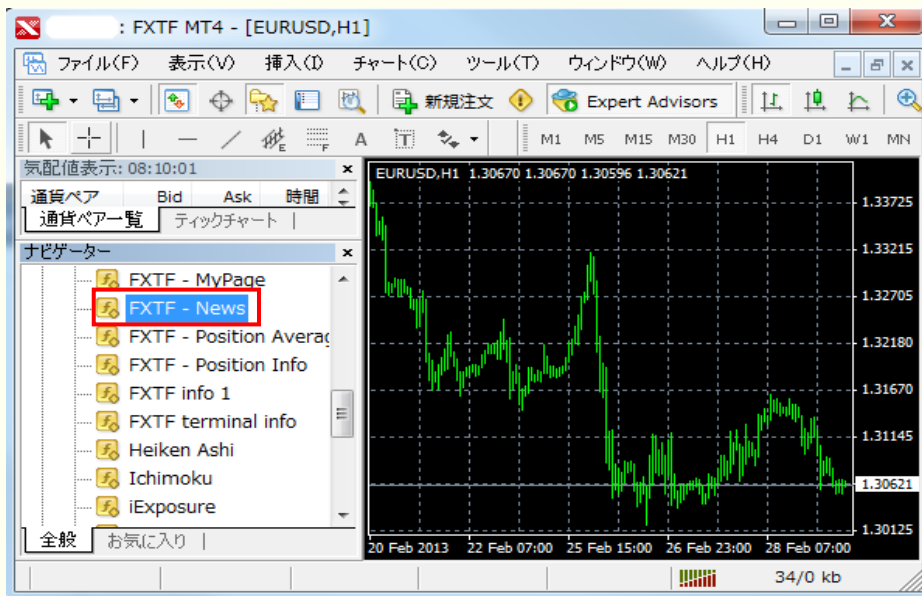 : FXTF MT4 - [EURUSD,H1]
ファイル(F) 表示(V) 挿入(I) チャート(C) ツール(T) ウィンドウ(W) ヘルプ(H)
新規注文 Expert Advisors
E F A T M1 M5 M15 M30 H1 H4 D1 W1 MN
気配値表示: 08:10:01
通貨ペア Bid Ask 時間
通貨ペア一覧 ティックチャート
ナビゲーター
FXTF - MyPage
FXTF - News
FXTF - Position Averag
FXTF - Position Info
FXTF info 1
FXTF terminal info
Heiken Ashi
Ichimoku
iExposure
全般 お気に入り
EURUSD,H1 1.30670 1.30670 1.30596 1.30621
1.33725
1.33215
1.32705
1.32180
1.31670
1.31145
1.30621
1.30125
20 Feb 2013 22 Feb 07:00 25 Feb 15:00 26 Feb 23:00 28 Feb 07:00
34/0 kb